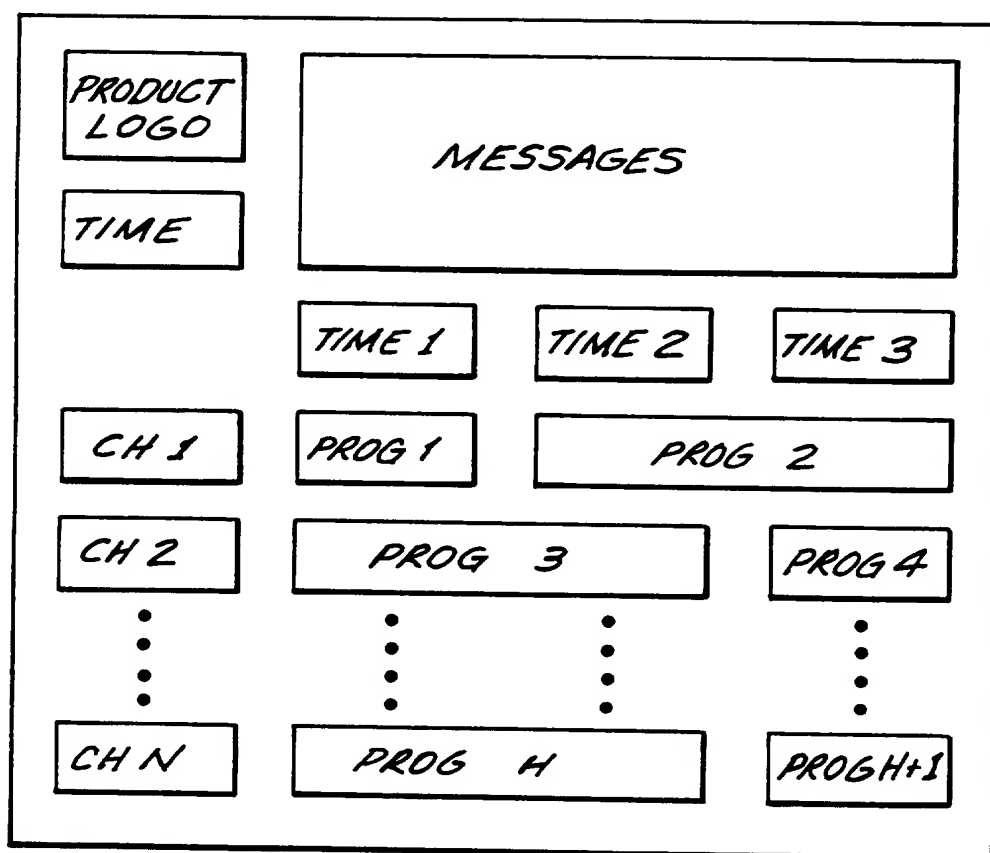 PRODUCT
LOGO
MESSAGES
TIME
TIME 1
TIME 2
TIME 3
CH 1
PROG 1
PROG 2
CH 2
PROG 3
PROG 4
CH N
PROG H
PROG H+1